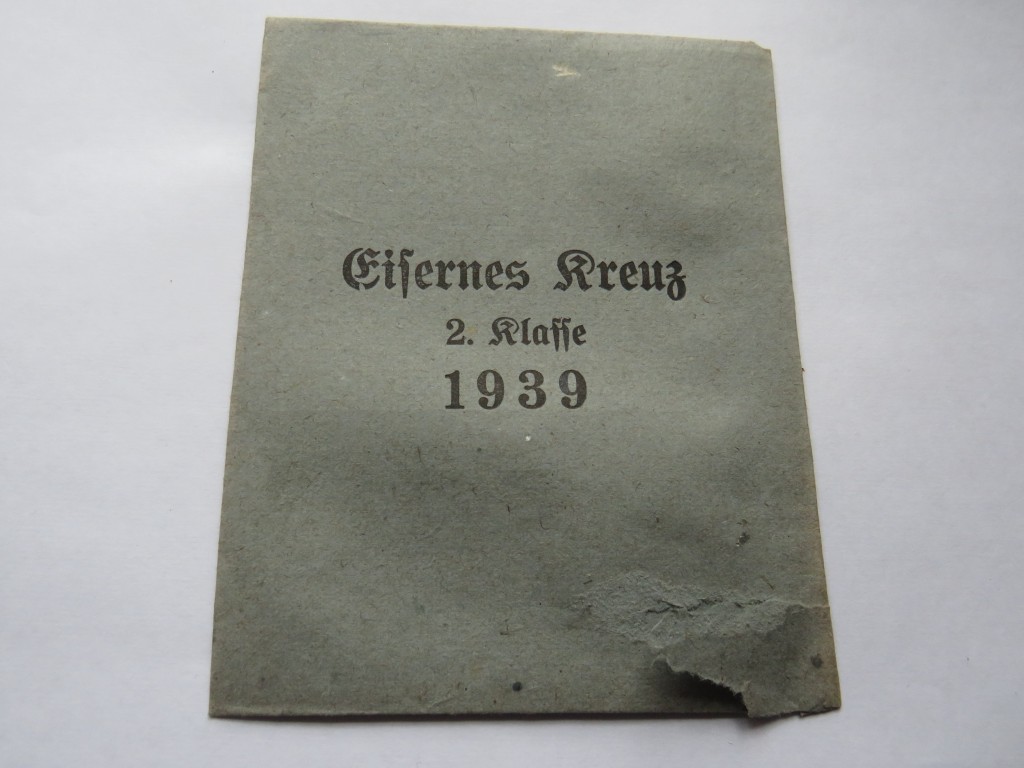 Eiſernes Kreuz
2. Klaſſe
1939